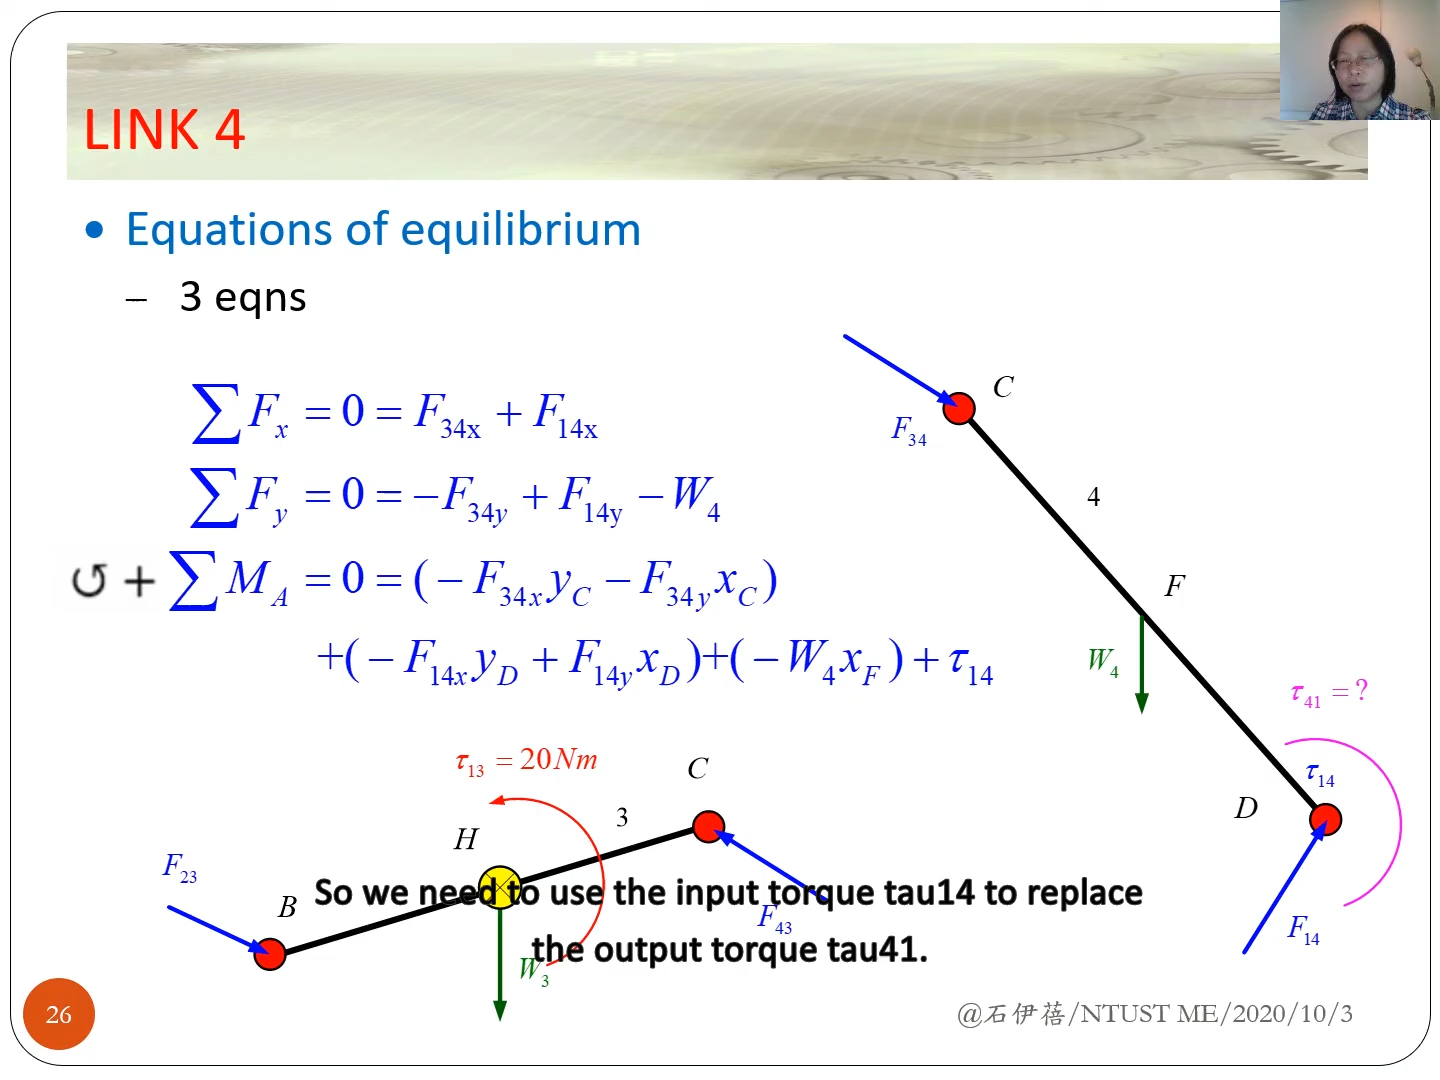 LINK 4
• Equations of equilibrium
– 3 eqns
∑ F_x = 0 = F_34x + F_14x
∑ F_y = 0 = −F_34y + F_14y − W_4
↺ + ∑ M_A = 0 = (− F_34x y_C − F_34y x_C)
+(− F_14x y_D + F_14y x_D)+(− W_4 x_F) + τ_14
C
F_34
4
F
W_4
τ_41 = ?
τ_14
D
F_14
τ_13 = 20Nm
C
3
H
F_23
B
F_43
W_3
So we need to use the input torque tau14 to replace
the output torque tau41.
26
@石伊蓓/NTUST ME/2020/10/3